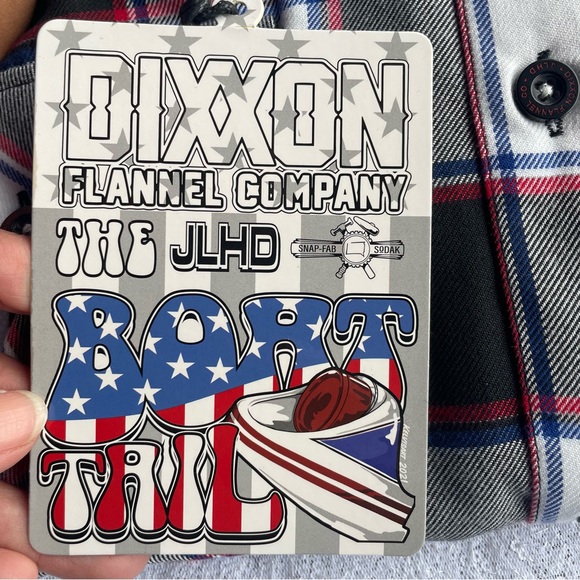 DIXXON
FLANNEL COMPANY
THE JLHD SNAP-FAB SODAK
BOAT
TAIL